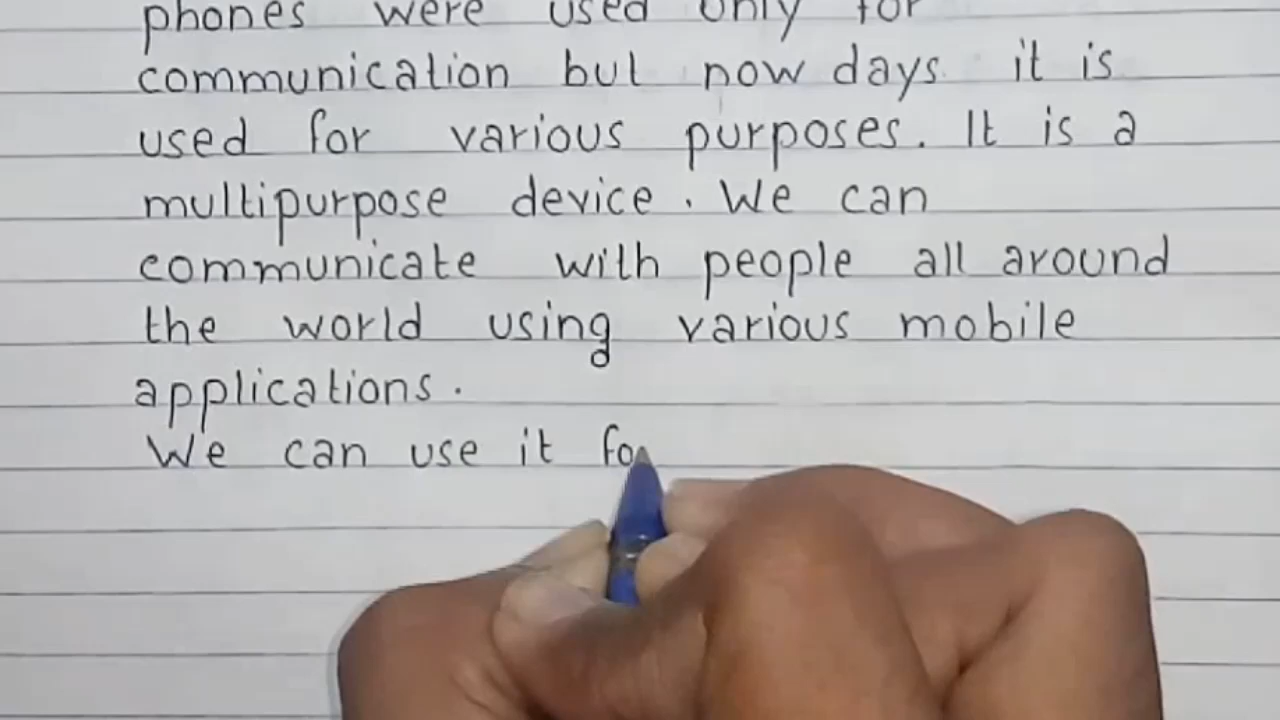 phones were used only for
communication but now days it is
used for various purposes. It is a
multipurpose device. We can
communicate with people all around
the world using various mobile
applications.
We can use it fo